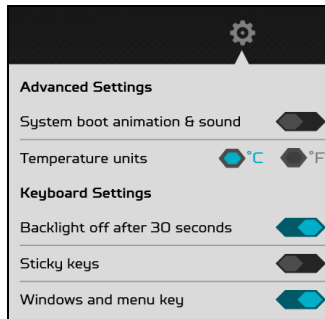 Advanced Settings
System boot animation & sound
Temperature units °C °F
Keyboard Settings
Backlight off after 30 seconds
Sticky keys
Windows and menu key